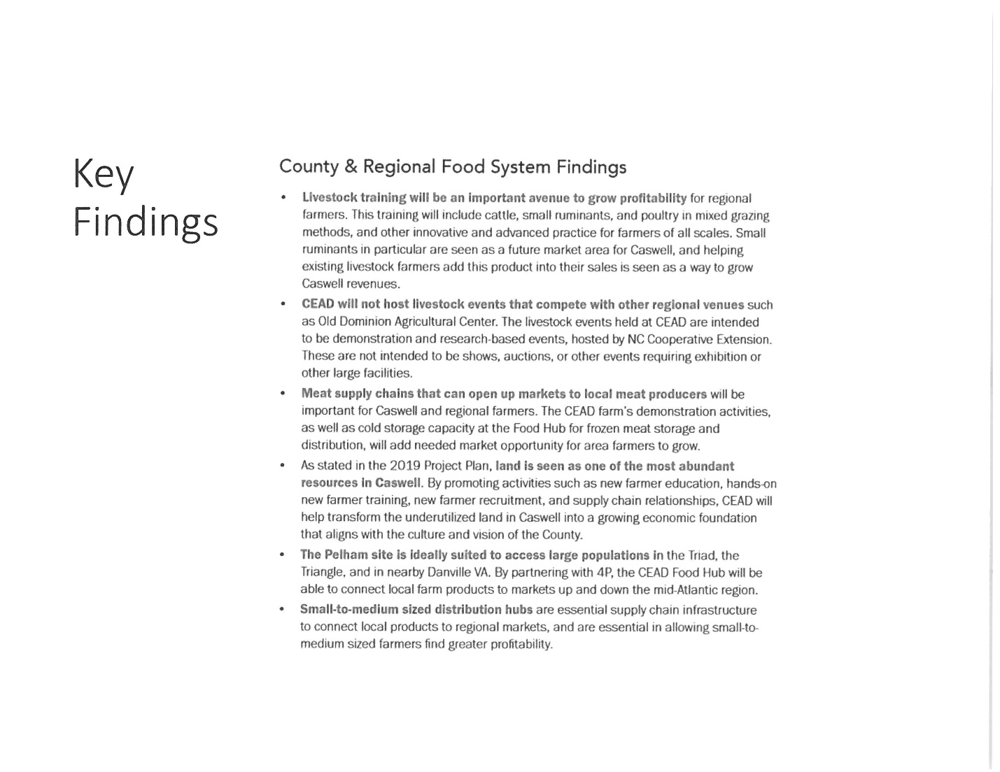 Key
Findings
County & Regional Food System Findings
• Livestock training will be an important avenue to grow profitability for regional
farmers. This training will include cattle, small ruminants, and poultry in mixed grazing
methods, and other innovative and advanced practice for farmers of all scales. Small
ruminants in particular are seen as a future market area for Caswell, and helping
existing livestock farmers add this product into their sales is seen as a way to grow
Caswell revenues.
• CEAD will not host livestock events that compete with other regional venues such
as Old Dominion Agricultural Center. The livestock events held at CEAD are intended
to be demonstration and research-based events, hosted by NC Cooperative Extension.
These are not intended to be shows, auctions, or other events requiring exhibition or
other large facilities.
• Meat supply chains that can open up markets to local meat producers will be
important for Caswell and regional farmers. The CEAD farm's demonstration activities,
as well as cold storage capacity at the Food Hub for frozen meat storage and
distribution, will add needed market opportunity for area farmers to grow.
• As stated in the 2019 Project Plan, land is seen as one of the most abundant
resources in Caswell. By promoting activities such as new farmer education, hands-on
new farmer training, new farmer recruitment, and supply chain relationships, CEAD will
help transform the underutilized land in Caswell into a growing economic foundation
that aligns with the culture and vision of the County.
• The Pelham site is ideally suited to access large populations in the Triad, the
Triangle, and in nearby Danville VA. By partnering with 4P, the CEAD Food Hub will be
able to connect local farm products to markets up and down the mid-Atlantic region.
• Small-to-medium sized distribution hubs are essential supply chain infrastructure
to connect local products to regional markets, and are essential in allowing small-to-
medium sized farmers find greater profitability.